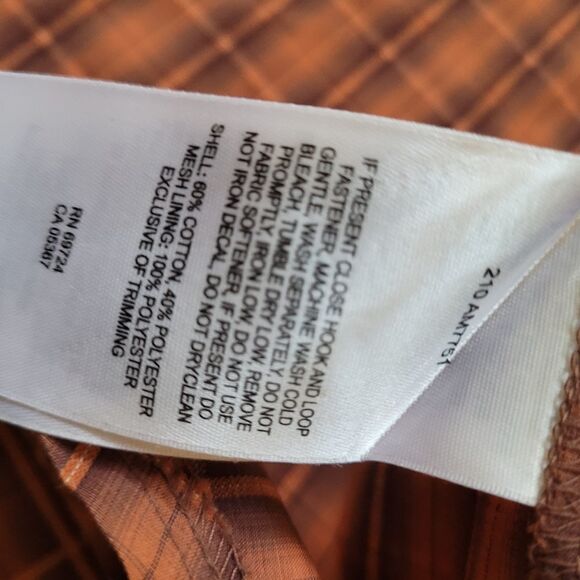 210 AM7751
IF PRESENT CLOSE HOOK AND LOOP
FASTENER, MACHINE WASH COLD
GENTLE, WASH SEPARATELY, DO NOT
BLEACH, TUMBLE DRY LOW, REMOVE
PROMPTLY, IRON LOW, DO NOT USE
FABRIC SOFTENER, IF PRESENT DO
NOT IRON DECAL, DO NOT DRYCLEAN
SHELL: 60% COTTON, 40% POLYESTER
MESH LINING: 100% POLYESTER
EXCLUSIVE OF TRIMMING
RN 69724
CA 05367